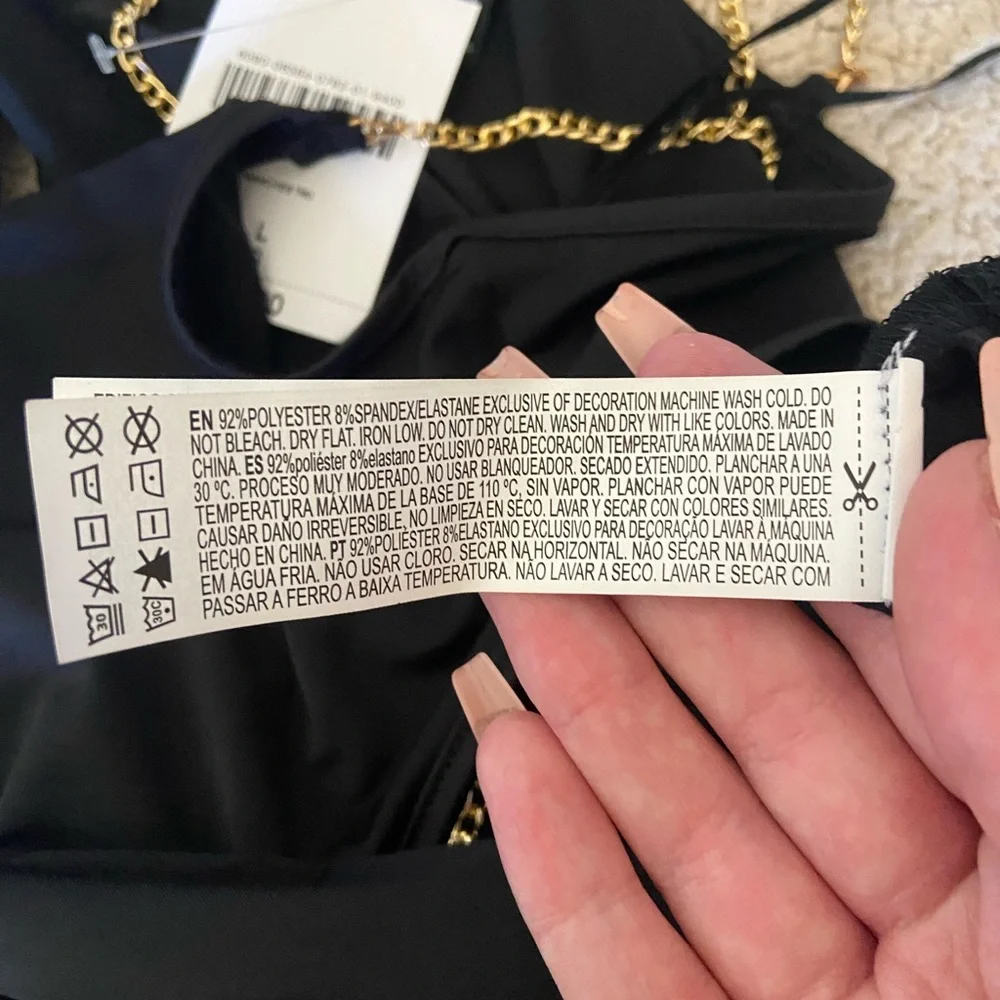 L
0
EN 92%POLYESTER 8%SPANDEX/ELASTANE EXCLUSIVE OF DECORATION MACHINE WASH COLD. DO
NOT BLEACH. DRY FLAT. IRON LOW. DO NOT DRY CLEAN. WASH AND DRY WITH LIKE COLORS. MADE IN
CHINA. ES 92%poliéster 8%elastano EXCLUSIVO PARA DECORACIÓN TEMPERATURA MÁXIMA DE LAVADO
30 ºC. PROCESO MUY MODERADO. NO USAR BLANQUEADOR. SECADO EXTENDIDO. PLANCHAR A UNA
TEMPERATURA MÁXIMA DE LA BASE DE 110 ºC, SIN VAPOR. PLANCHAR CON VAPOR PUEDE
CAUSAR DAÑO IRREVERSIBLE. NO LIMPIEZA EN SECO. LAVAR Y SECAR CON COLORES SIMILARES.
HECHO EN CHINA. PT 92%POLIÉSTER 8%ELASTANO EXCLUSIVO PARA DECORAÇÃO LAVAR À MÁQUINA
EM ÁGUA FRIA. NÃO USAR CLORO. SECAR NA HORIZONTAL. NÃO SECAR NA MÁQUINA.
PASSAR A FERRO A BAIXA TEMPERATURA. NÃO LAVAR A SECO. LAVAR E SECAR COM
30
30C